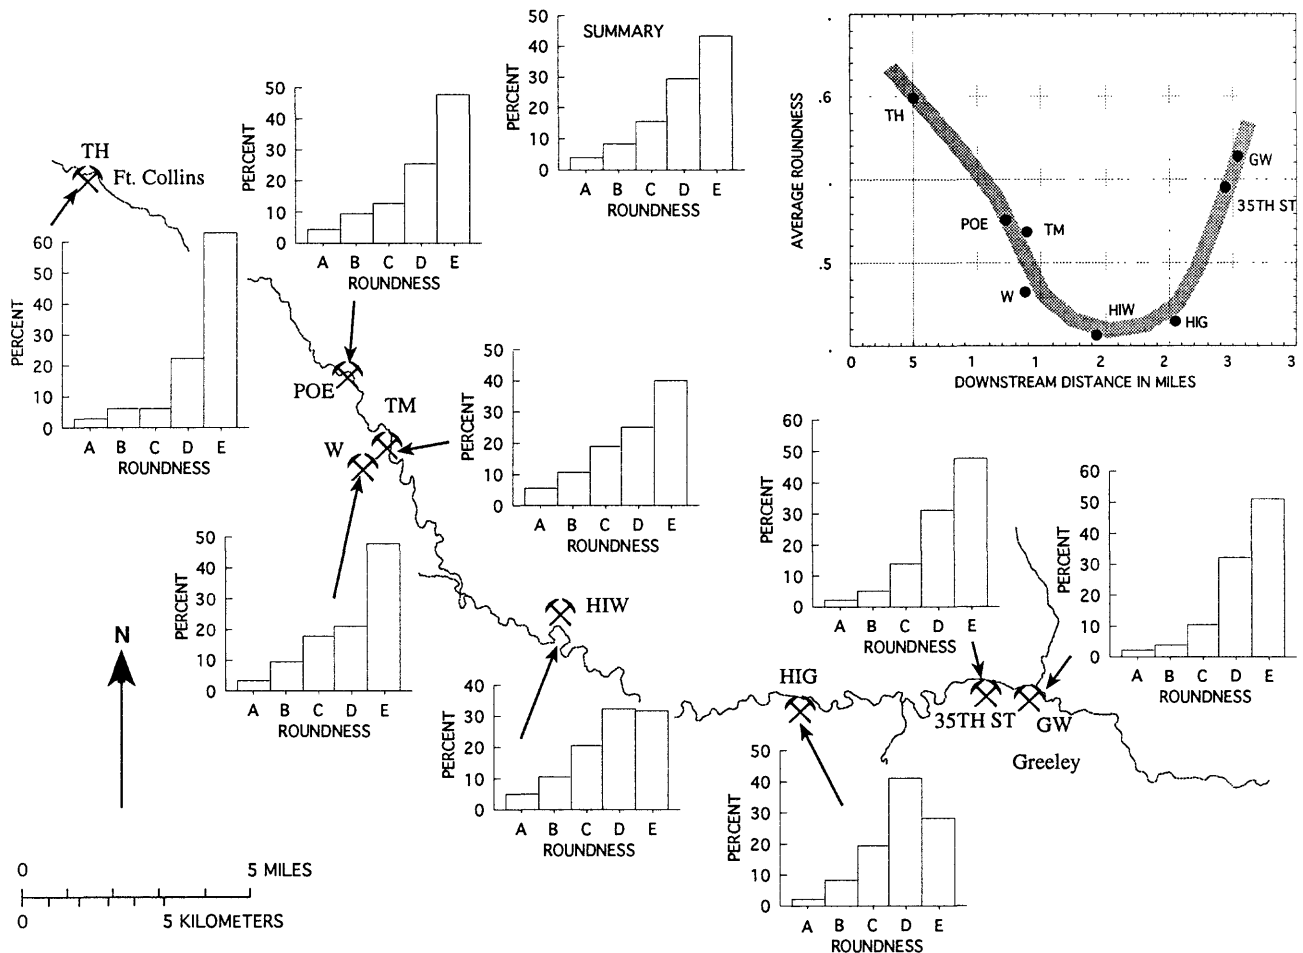 SUMMARY
PERCENT
50
40
30
20
10
0
A B C D E
ROUNDNESS
AVERAGE ROUNDNESS
.6
.5
.
TH
POE
TM
W
HIW
HIG
35TH ST
GW
0 5 1 1 2 2 3 3
DOWNSTREAM DISTANCE IN MILES
PERCENT
50
40
30
20
10
0
A B C D E
ROUNDNESS
TH
Ft. Collins
PERCENT
60
50
40
30
20
10
0
A B C D E
ROUNDNESS
POE
TM
W
PERCENT
50
40
30
20
10
0
A B C D E
ROUNDNESS
PERCENT
50
40
30
20
10
0
A B C D E
ROUNDNESS
PERCENT
60
50
40
30
20
10
0
A B C D E
ROUNDNESS
PERCENT
60
50
40
30
20
10
0
A B C D E
ROUNDNESS
HIW
PERCENT
40
30
20
10
0
A B C D E
ROUNDNESS
HIG
35TH ST
GW
Greeley
PERCENT
50
40
30
20
10
0
A B C D E
ROUNDNESS
N
0 5 MILES
0 5 KILOMETERS